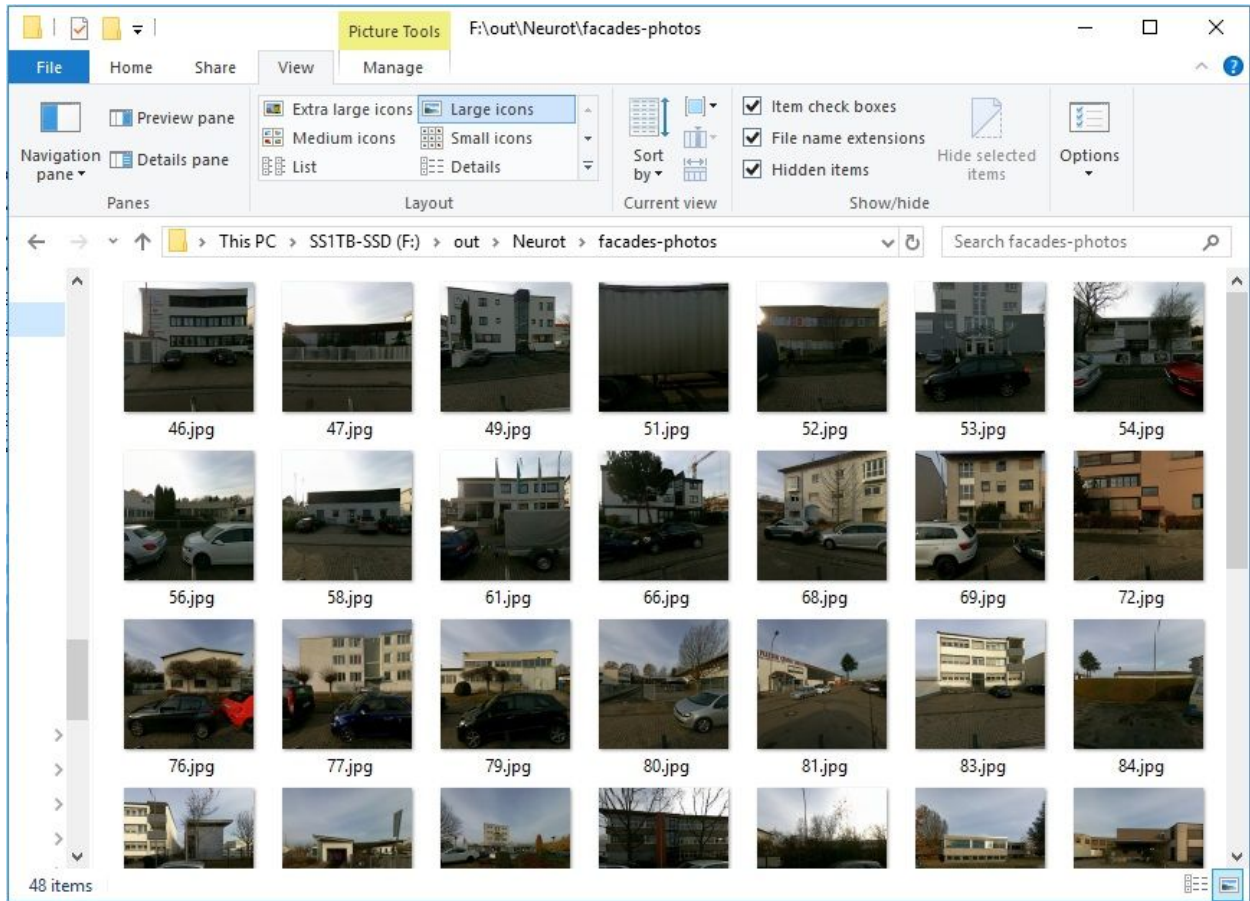 Picture Tools F:\out\Neurot\facades-photos
File Home Share View Manage
Navigation pane
Preview pane
Details pane
Panes
Extra large icons Large icons
Medium icons Small icons
List Details
Layout
Sort by
Current view
Item check boxes
File name extensions
Hidden items
Hide selected items
Show/hide
Options
This PC > SS1TB-SSD (F:) > out > Neurot > facades-photos
Search facades-photos
46.jpg 47.jpg 49.jpg 51.jpg 52.jpg 53.jpg 54.jpg
56.jpg 58.jpg 61.jpg 66.jpg 68.jpg 69.jpg 72.jpg
76.jpg 77.jpg 79.jpg 80.jpg 81.jpg 83.jpg 84.jpg
48 items